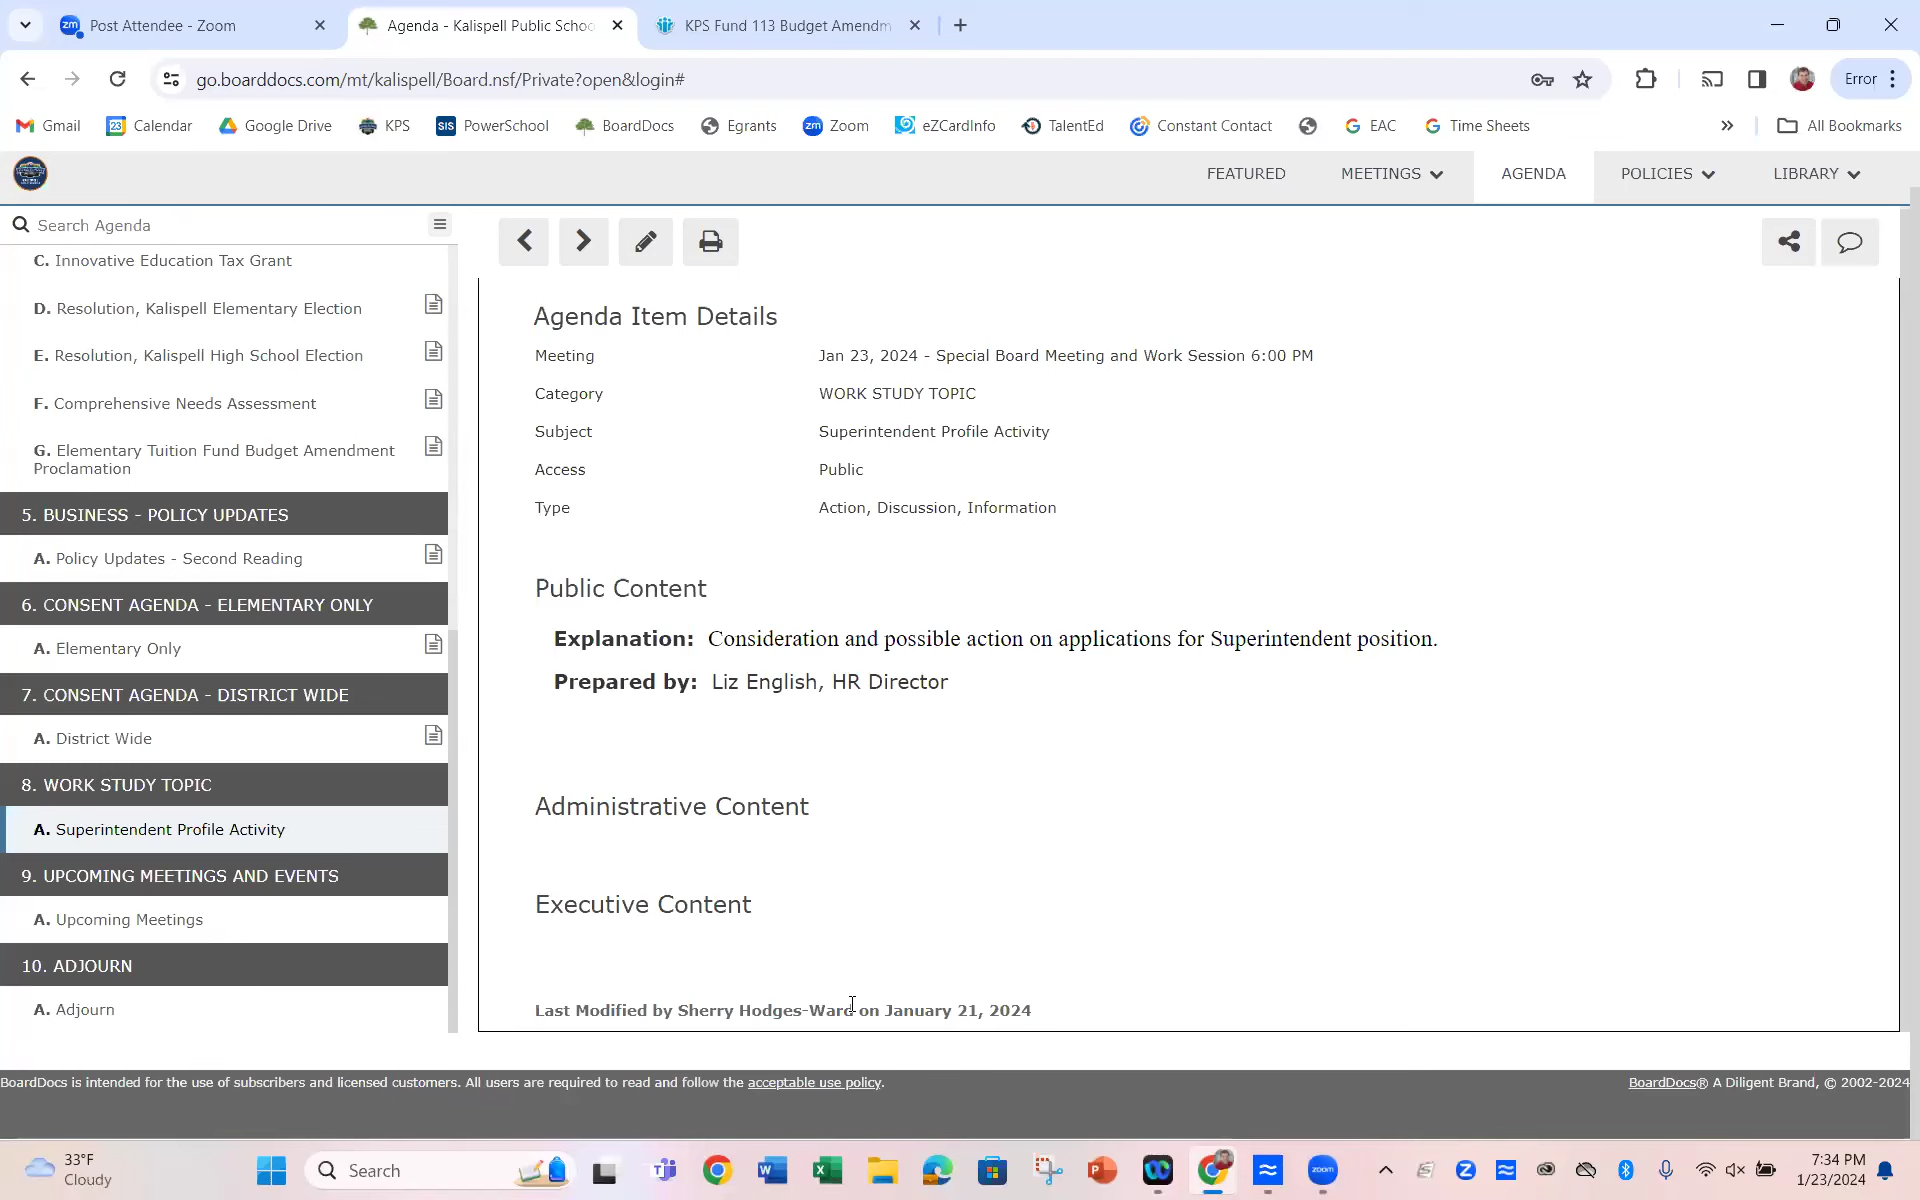 Post Attendee - Zoom
Agenda - Kalispell Public Schoo
KPS Fund 113 Budget Amendm
go.boarddocs.com/mt/kalispell/Board.nsf/Private?open&login#
Error
Gmail
Calendar
Google Drive
KPS
PowerSchool
BoardDocs
Egrants
Zoom
eZCardInfo
TalentEd
Constant Contact
EAC
Time Sheets
All Bookmarks
FEATURED
MEETINGS
AGENDA
POLICIES
LIBRARY
Search Agenda
C. Innovative Education Tax Grant
D. Resolution, Kalispell Elementary Election
E. Resolution, Kalispell High School Election
F. Comprehensive Needs Assessment
G. Elementary Tuition Fund Budget Amendment
Proclamation
5. BUSINESS - POLICY UPDATES
A. Policy Updates - Second Reading
6. CONSENT AGENDA - ELEMENTARY ONLY
A. Elementary Only
7. CONSENT AGENDA - DISTRICT WIDE
A. District Wide
8. WORK STUDY TOPIC
A. Superintendent Profile Activity
9. UPCOMING MEETINGS AND EVENTS
A. Upcoming Meetings
10. ADJOURN
A. Adjourn
Agenda Item Details
Meeting Jan 23, 2024 - Special Board Meeting and Work Session 6:00 PM
Category WORK STUDY TOPIC
Subject Superintendent Profile Activity
Access Public
Type Action, Discussion, Information
Public Content
Explanation: Consideration and possible action on applications for Superintendent position.
Prepared by: Liz English, HR Director
Administrative Content
Executive Content
Last Modified by Sherry Hodges-Ward on January 21, 2024
BoardDocs is intended for the use of subscribers and licensed customers. All users are required to read and follow the acceptable use policy.
BoardDocs® A Diligent Brand, © 2002-2024
33°F
Cloudy
Search
7:34 PM
1/23/2024